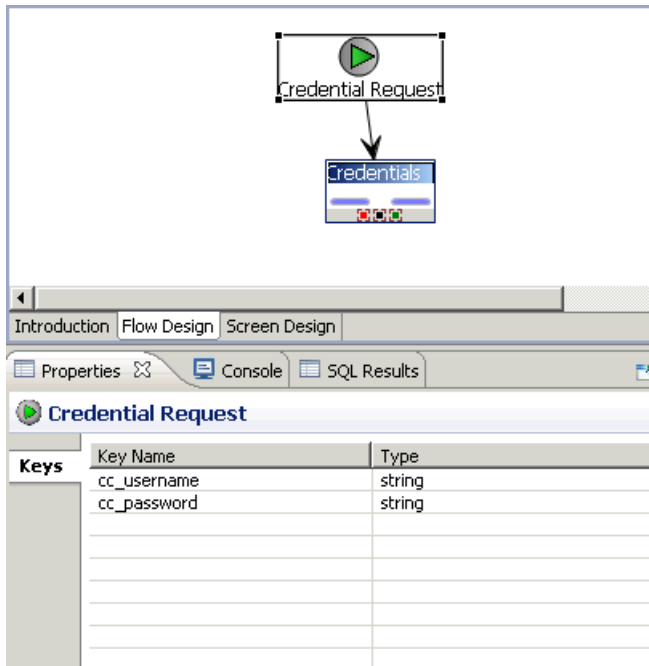 Credential Request
Credentials
Introduction Flow Design Screen Design
Properties Console SQL Results
Credential Request
Keys
Key Name Type
cc_username string
cc_password string